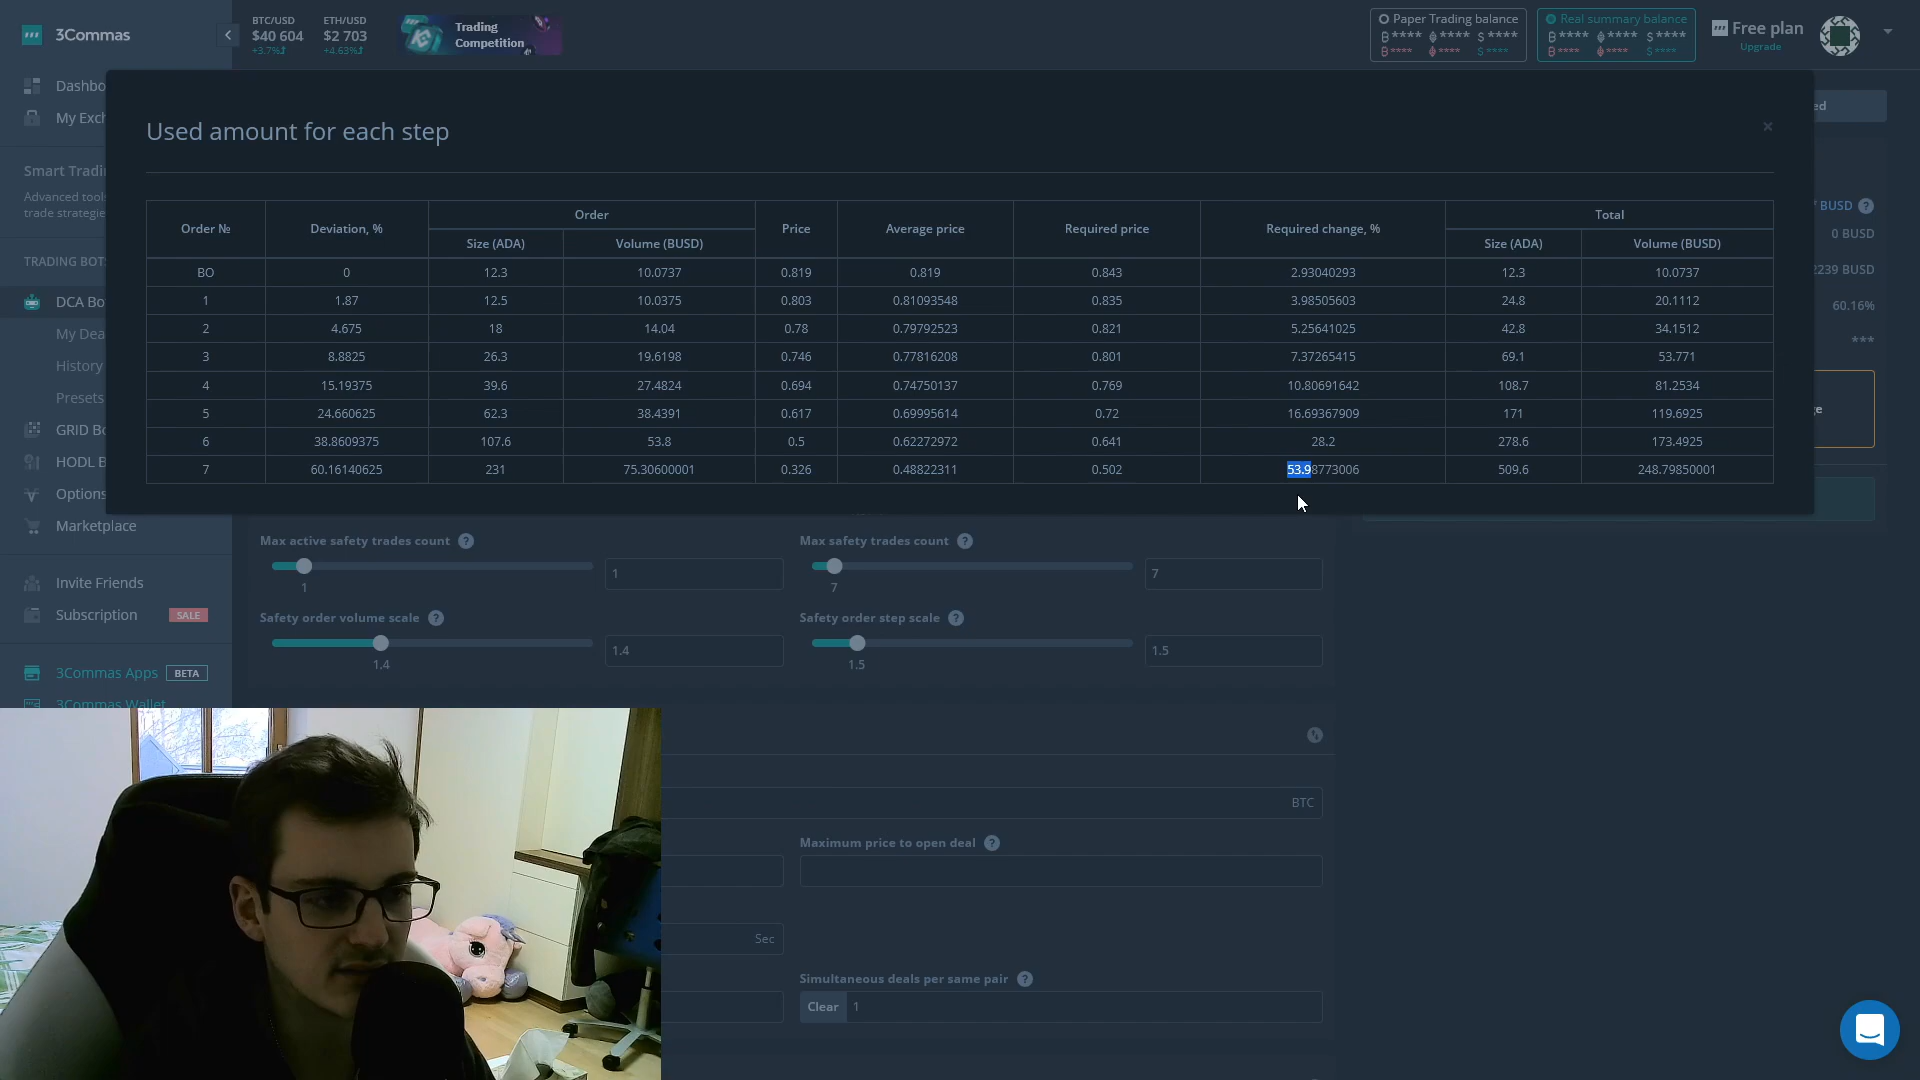 3Commas
BTC/USD
$40 604
+3.7%
ETH/USD
$2 703
+4.63%
Trading
Competition
Paper Trading balance
₿ **** **** $ ****
₿ **** **** $ ****
Real summary balance
₿ **** **** $ ****
₿ **** **** $ ****
Free plan
Upgrade
Dashbo
My Exch
Smart Tradin
Advanced tools
trade strategie
TRADING BOTS
DCA Bo
My Dea
History
Presets
GRID Bo
HODL B
Options
Marketplace
Invite Friends
Subscription SALE
3Commas Apps BETA
3Commas Wallet
Used amount for each step
×
Order № Deviation, % Order Price Average price Required price Required change, % Total
Size (ADA) Volume (BUSD) Size (ADA) Volume (BUSD)
BO 0 12.3 10.0737 0.819 0.819 0.843 2.93040293 12.3 10.0737
1 1.87 12.5 10.0375 0.803 0.81093548 0.835 3.98505603 24.8 20.1112
2 4.675 18 14.04 0.78 0.79792523 0.821 5.25641025 42.8 34.1512
3 8.8825 26.3 19.6198 0.746 0.77816208 0.801 7.37265415 69.1 53.771
4 15.19375 39.6 27.4824 0.694 0.74750137 0.769 10.80691642 108.7 81.2534
5 24.660625 62.3 38.4391 0.617 0.69995614 0.72 16.69367909 171 119.6925
6 38.8609375 107.6 53.8 0.5 0.62272972 0.641 28.2 278.6 173.4925
7 60.16140625 231 75.30600001 0.326 0.48822311 0.502 53.98773006 509.6 248.79850001
ed
BUSD ?
0 BUSD
2239 BUSD
60.16%
***
ge
Max active safety trades count ?
1
1
Max safety trades count ?
7
7
Safety order volume scale ?
1.4
1.4
Safety order step scale ?
1.5
1.5
BTC
Maximum price to open deal ?
Sec
Simultaneous deals per same pair ?
Clear 1